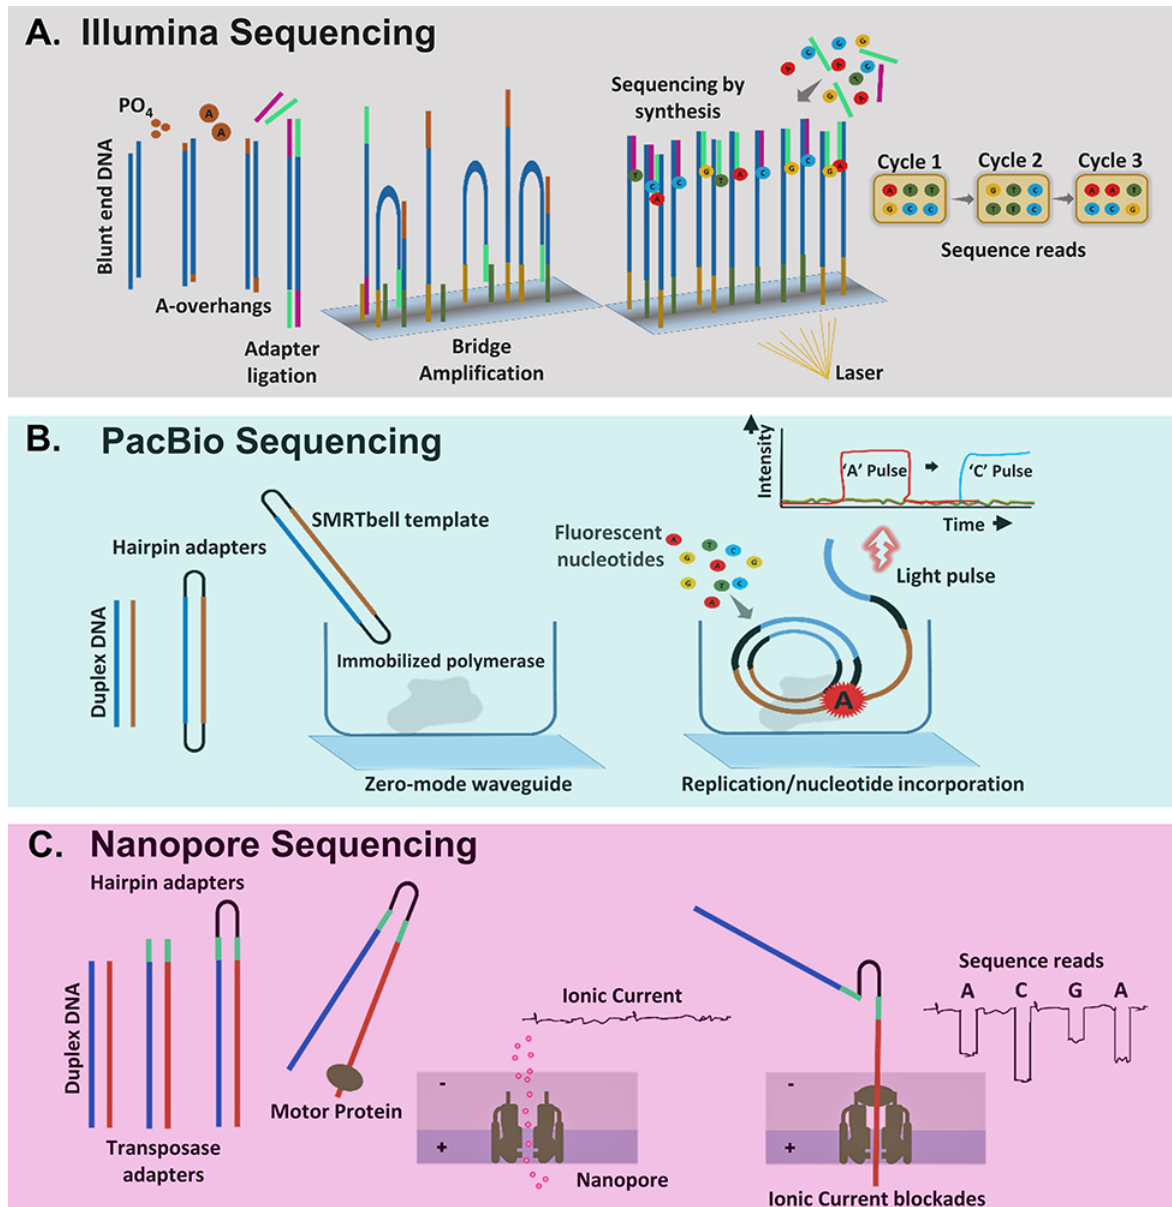 A. Illumina Sequencing
PO4
A
A
Blunt end DNA
A-overhangs
Adapter
ligation
Bridge
Amplification
Sequencing by
synthesis
Laser
Cycle 1
Cycle 2
Cycle 3
A T T
G C C
G T C
T T C
A A T
C C G
Sequence reads
T C A C G T A C G C G A
B. PacBio Sequencing
Duplex DNA
Hairpin adapters
SMRTbell template
Immobilized polymerase
Zero-mode waveguide
Fluorescent
nucleotides
A T C
G A G
G T C
A
A
Replication/nucleotide incorporation
Intensity
'A' Pulse
'C' Pulse
Time
Light pulse
C. Nanopore Sequencing
Hairpin adapters
Duplex DNA
Transposase
adapters
Motor Protein
Ionic Current
-
+
Nanopore
-
+
Ionic Current blockades
Sequence reads
A C G A